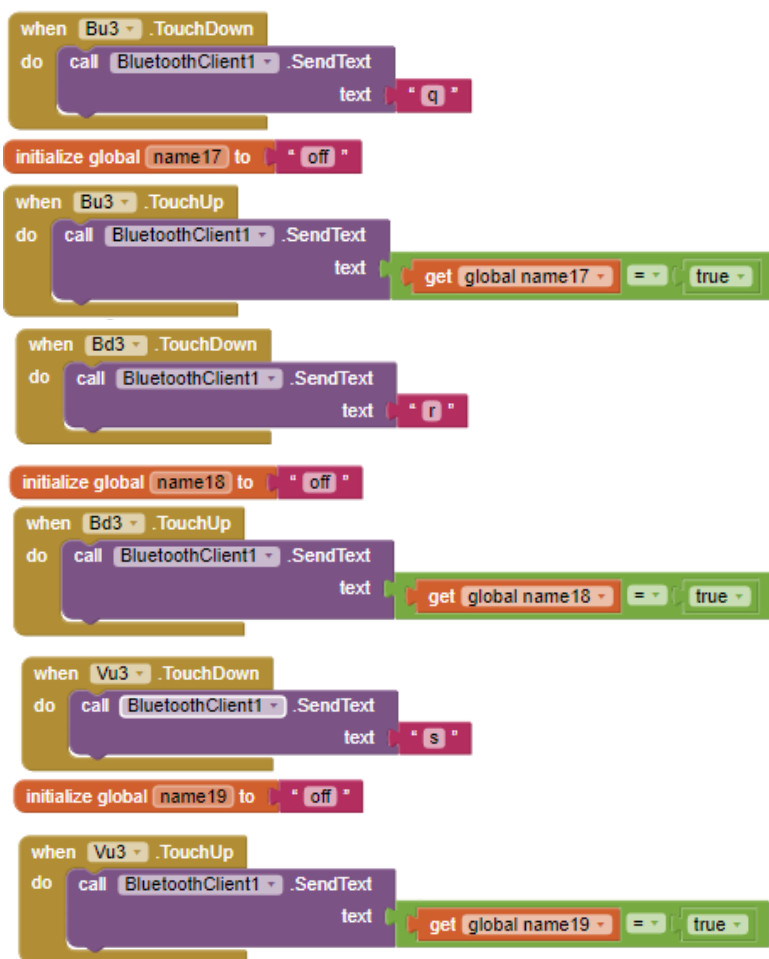 when Bu3 .TouchDown
do call BluetoothClient1 .SendText
text " q "
initialize global name17 to " off "
when Bu3 .TouchUp
do call BluetoothClient1 .SendText
text get global name17 = true
when Bd3 .TouchDown
do call BluetoothClient1 .SendText
text " r "
initialize global name18 to " off "
when Bd3 .TouchUp
do call BluetoothClient1 .SendText
text get global name18 = true
when Vu3 .TouchDown
do call BluetoothClient1 .SendText
text " s "
initialize global name19 to " off "
when Vu3 .TouchUp
do call BluetoothClient1 .SendText
text get global name19 = true